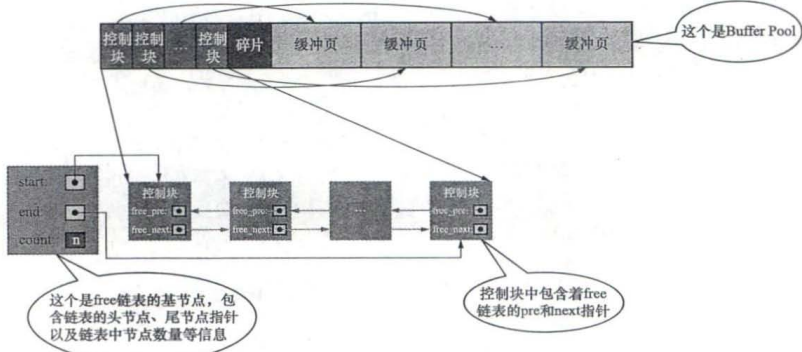 控制块
控制块
...
控制块
碎片
缓冲页
缓冲页
...
缓冲页
这个是Buffer Pool
start:
end:
count:
n
控制块
free_pre:
free_next:
控制块
free_pre:
free_next:
...
控制块
free_pre:
free_next:
这个是free链表的基节点，包
含链表的头节点、尾节点指针
以及链表中节点数量等信息
控制块中包含着free
链表的pre和next指针